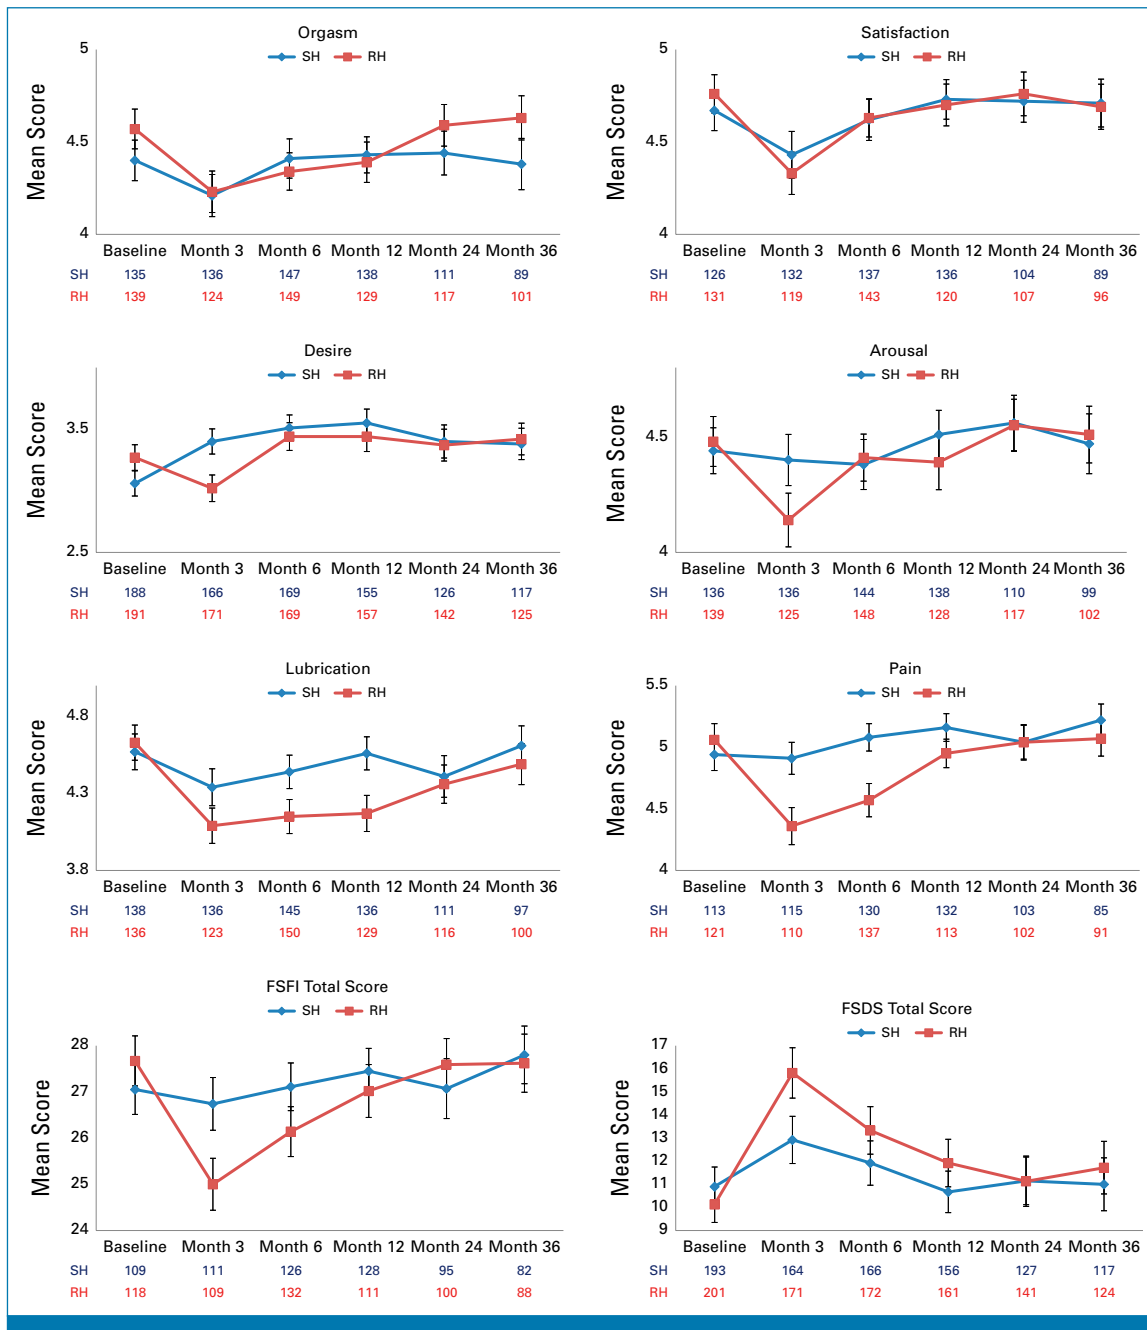 Orgasm
SH RH
Mean Score
5
4.5
4
Baseline Month 3 Month 6 Month 12 Month 24 Month 36
SH 135 136 147 138 111 89
RH 139 124 149 129 117 101
Satisfaction
SH RH
Mean Score
5
4.5
4
Baseline Month 3 Month 6 Month 12 Month 24 Month 36
SH 126 132 137 136 104 89
RH 131 119 143 120 107 96
Desire
SH RH
Mean Score
3.5
2.5
Baseline Month 3 Month 6 Month 12 Month 24 Month 36
SH 188 166 169 155 126 117
RH 191 171 169 157 142 125
Arousal
SH RH
Mean Score
4.5
4
Baseline Month 3 Month 6 Month 12 Month 24 Month 36
SH 136 136 144 138 110 99
RH 139 125 148 128 117 102
Lubrication
SH RH
Mean Score
4.8
4.3
3.8
Baseline Month 3 Month 6 Month 12 Month 24 Month 36
SH 138 136 145 136 111 97
RH 136 123 150 129 116 100
Pain
SH RH
Mean Score
5.5
5
4.5
4
Baseline Month 3 Month 6 Month 12 Month 24 Month 36
SH 113 115 130 132 103 85
RH 121 110 137 113 102 91
FSFI Total Score
SH RH
Mean Score
28
27
26
25
24
Baseline Month 3 Month 6 Month 12 Month 24 Month 36
SH 109 111 126 128 95 82
RH 118 109 132 111 100 88
FSDS Total Score
SH RH
Mean Score
17
16
15
14
13
12
11
10
9
Baseline Month 3 Month 6 Month 12 Month 24 Month 36
SH 193 164 166 156 127 117
RH 201 171 172 161 141 124